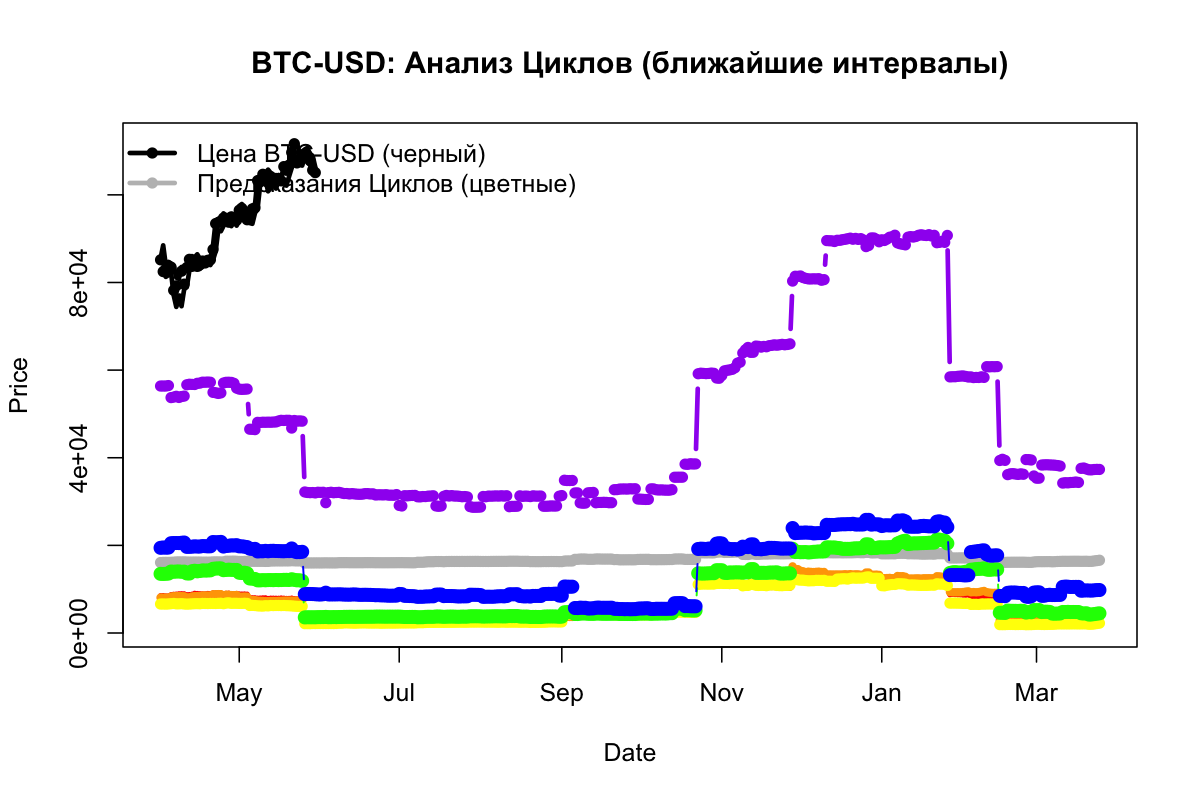 BTC-USD: Анализ Циклов (ближайшие интервалы)
Цена BTC-USD (черный)
Предсказания Циклов (цветные)
Price
8e+04
4e+04
0e+00
May Jul Sep Nov Jan Mar
Date